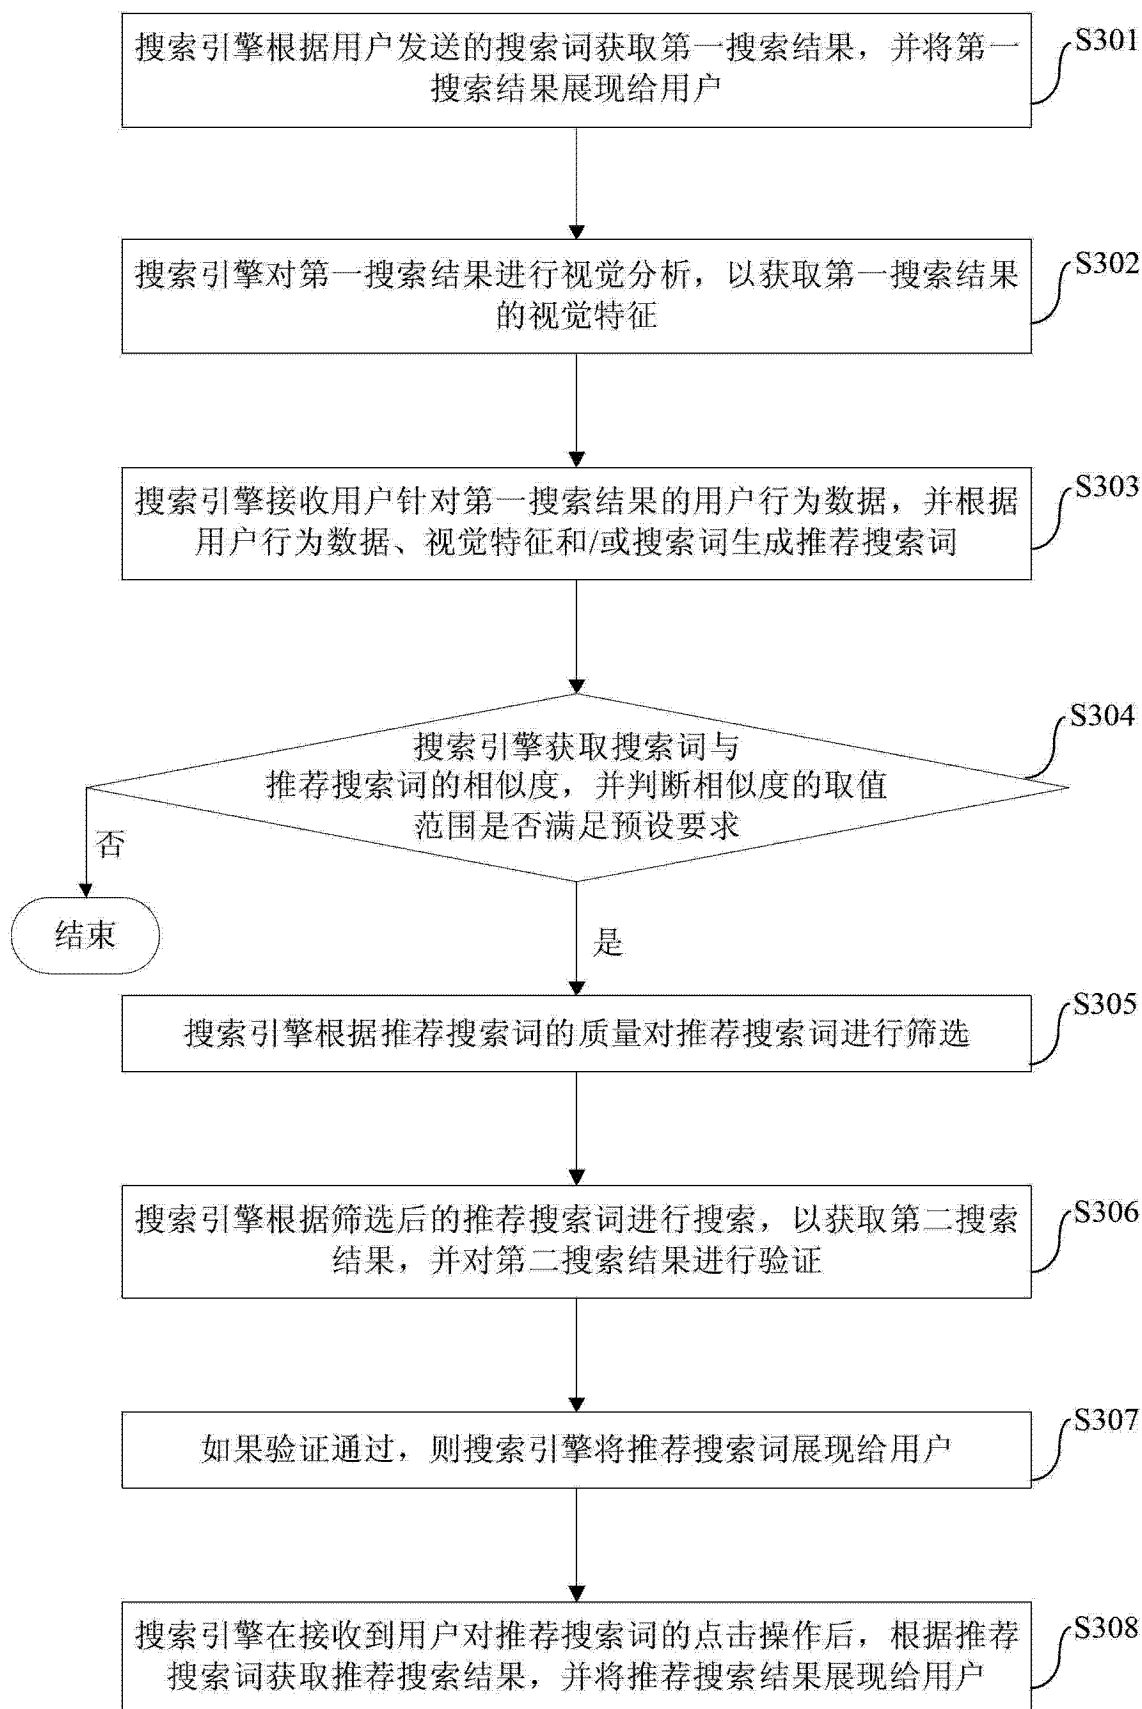 搜索引擎根据用户发送的搜索词获取第一搜索结果，并将第一
搜索结果展现给用户
S301
搜索引擎对第一搜索结果进行视觉分析，以获取第一搜索结果
的视觉特征
S302
搜索引擎接收用户针对第一搜索结果的用户行为数据，并根据
用户行为数据、视觉特征和/或搜索词生成推荐搜索词
S303
搜索引擎获取搜索词与
推荐搜索词的相似度，并判断相似度的取值
范围是否满足预设要求
S304
否
结束
是
搜索引擎根据推荐搜索词的质量对推荐搜索词进行筛选
S305
搜索引擎根据筛选后的推荐搜索词进行搜索，以获取第二搜索
结果，并对第二搜索结果进行验证
S306
如果验证通过，则搜索引擎将推荐搜索词展现给用户
S307
搜索引擎在接收到用户对推荐搜索词的点击操作后，根据推荐
搜索词获取推荐搜索结果，并将推荐搜索结果展现给用户
S308